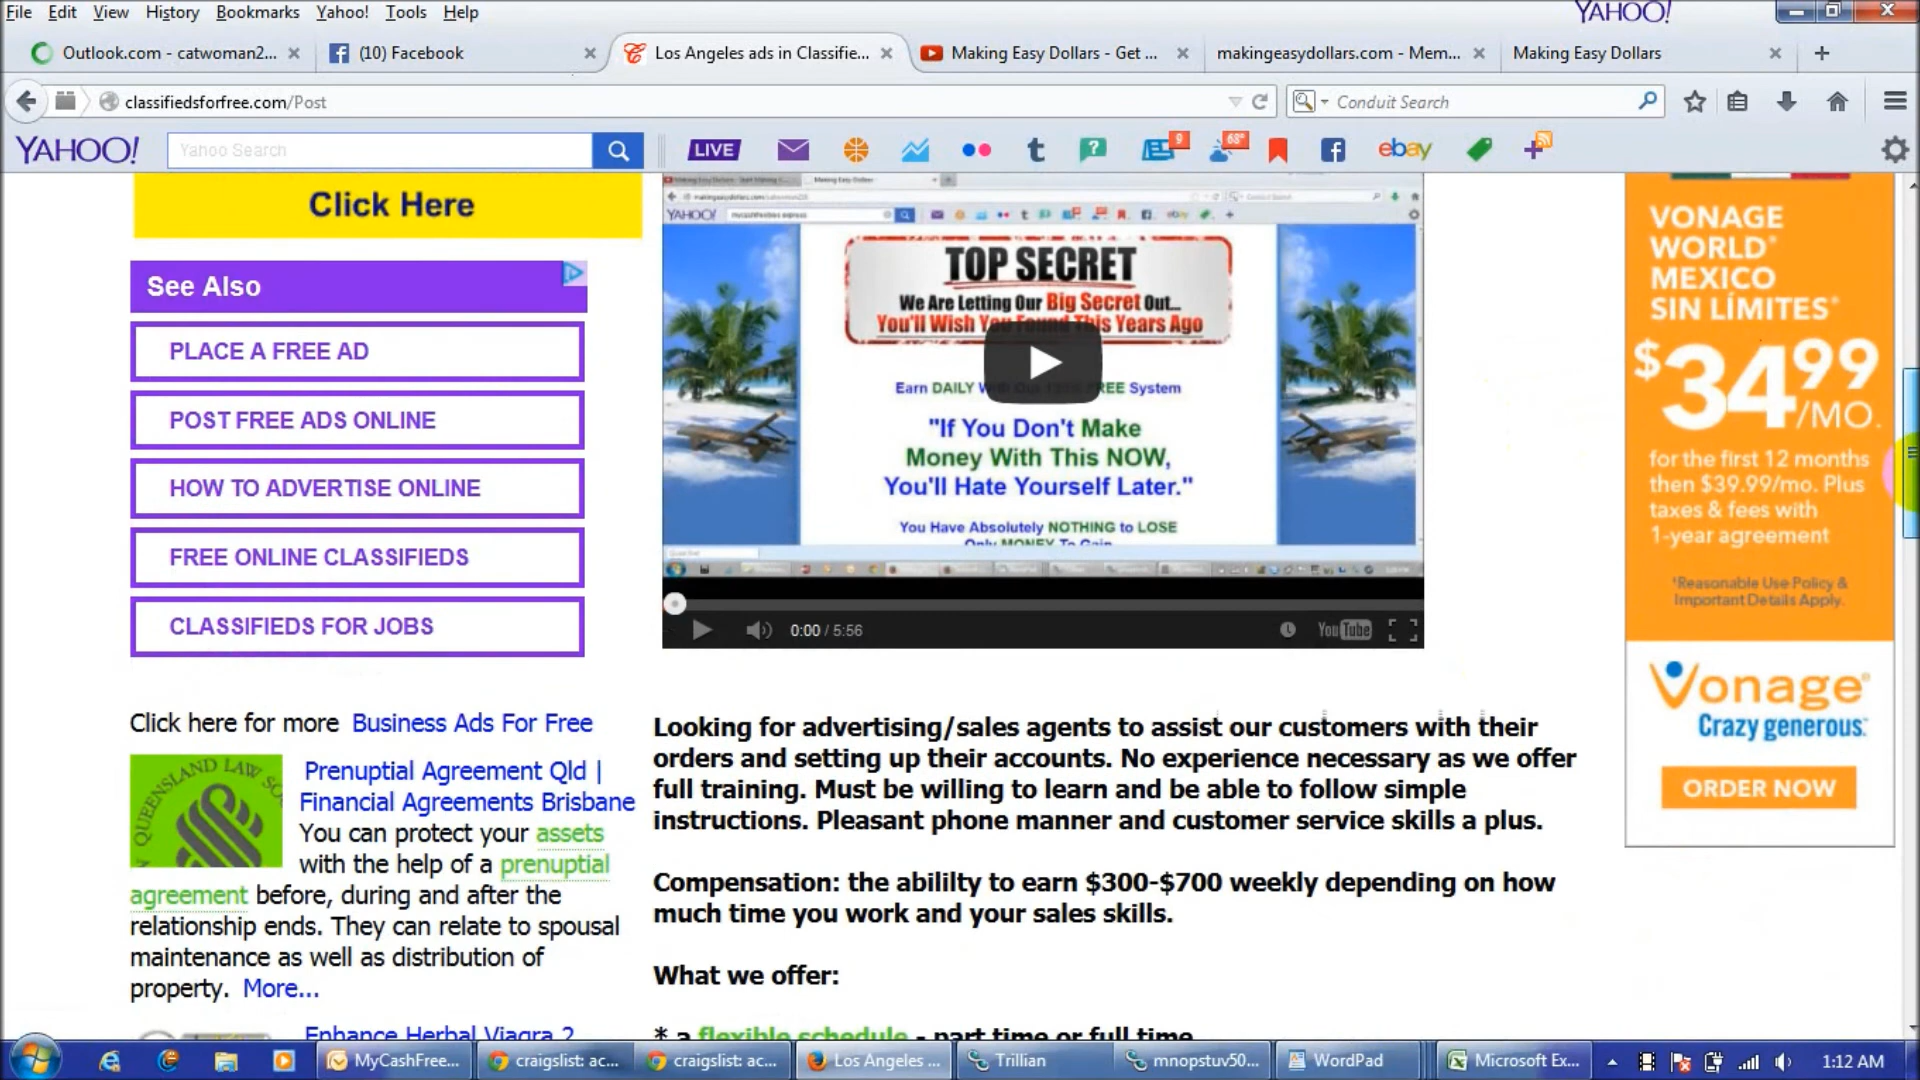 File Edit View History Bookmarks Yahoo! Tools Help
YAHOO!
Outlook.com - catwoman2...
(10) Facebook
Los Angeles ads in Classifie...
Making Easy Dollars - Get ...
makingeasydollars.com - Mem...
Making Easy Dollars
classifiedsforfree.com/Post
Conduit Search
YAHOO!
Yahoo Search
LIVE
9
68°
ebay
Click Here
See Also
PLACE A FREE AD
POST FREE ADS ONLINE
HOW TO ADVERTISE ONLINE
FREE ONLINE CLASSIFIEDS
CLASSIFIEDS FOR JOBS
Click here for more Business Ads For Free
Prenuptial Agreement Qld |
Financial Agreements Brisbane
You can protect your assets
with the help of a prenuptial
agreement before, during and after the
relationship ends. They can relate to spousal
maintenance as well as distribution of
property. More...
Enhance Herbal Viagra 2
YAHOO!
TOP SECRET
We Are Letting Our Big Secret Out...
You'll Wish You Found This Years Ago
Earn DAILY FREE System
"If You Don't Make
Money With This NOW,
You'll Hate Yourself Later."
You Have Absolutely NOTHING to LOSE
Only MONEY To Gain
0:00 / 5:56
YouTube
Looking for advertising/sales agents to assist our customers with their
orders and setting up their accounts. No experience necessary as we offer
full training. Must be willing to learn and be able to follow simple
instructions. Pleasant phone manner and customer service skills a plus.
Compensation: the abililty to earn $300-$700 weekly depending on how
much time you work and your sales skills.
What we offer:
* a flexible schedule - part time or full time
VONAGE
WORLD*
MEXICO
SIN LÍMITES*
$34 99
/MO.
for the first 12 months
then $39.99/mo. Plus
taxes & fees with
1-year agreement
*Reasonable Use Policy &
Important Details Apply.
Vonage
Crazy generous.
ORDER NOW
MyCashFree...
craigslist: ac...
craigslist: ac...
Los Angeles ...
Trillian
mnopstuv50...
WordPad
Microsoft Ex...
1:12 AM